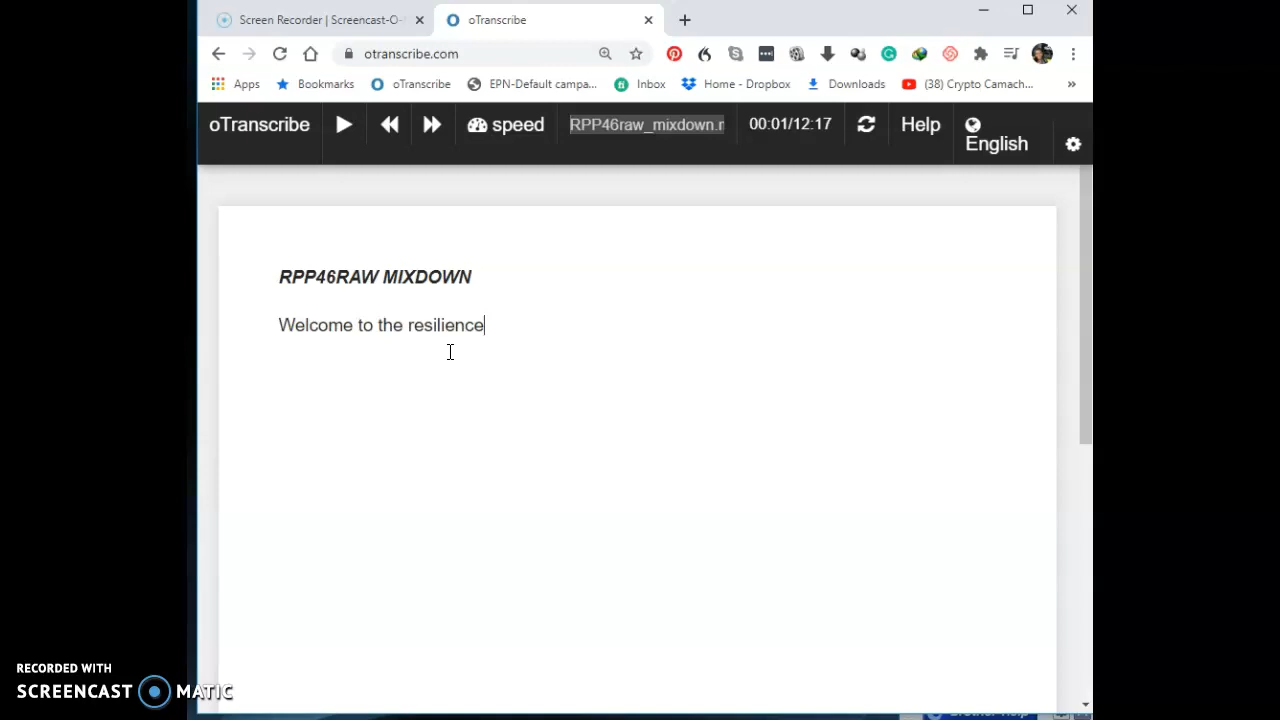 Screen Recorder | Screencast-O-
oTranscribe
otranscribe.com
Apps
Bookmarks
oTranscribe
EPN-Default campa...
Inbox
Home - Dropbox
Downloads
(38) Crypto Camach...
»
oTranscribe
speed
RPP46raw_mixdown.r
00:01/12:17
Help
English
RPP46RAW MIXDOWN
Welcome to the resilience
RECORDED WITH
SCREENCAST MATIC